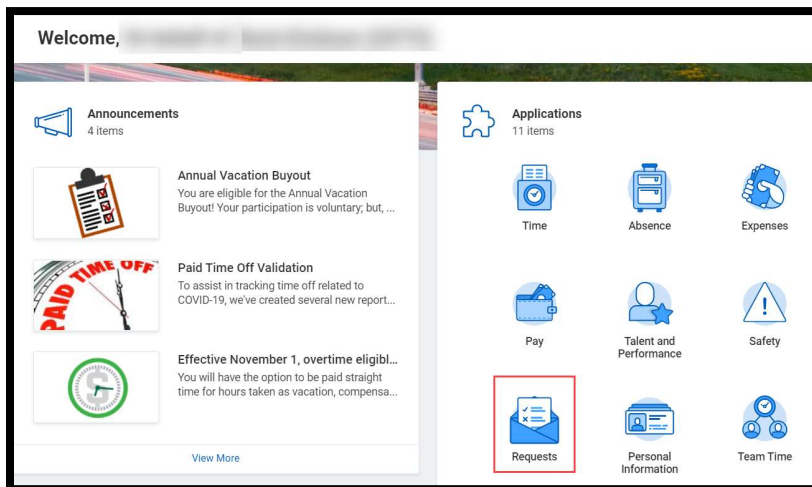 Welcome,
Announcements
4 items
Annual Vacation Buyout
You are eligible for the Annual Vacation
Buyout! Your participation is voluntary; but, ...
PAID TIME OFF
Paid Time Off Validation
To assist in tracking time off related to
COVID-19, we've created several new report...
Effective November 1, overtime eligibl...
You will have the option to be paid straight
time for hours taken as vacation, compensa...
View More
Applications
11 items
Time
Absence
Expenses
Pay
Talent and
Performance
Safety
Requests
Personal
Information
Team Time